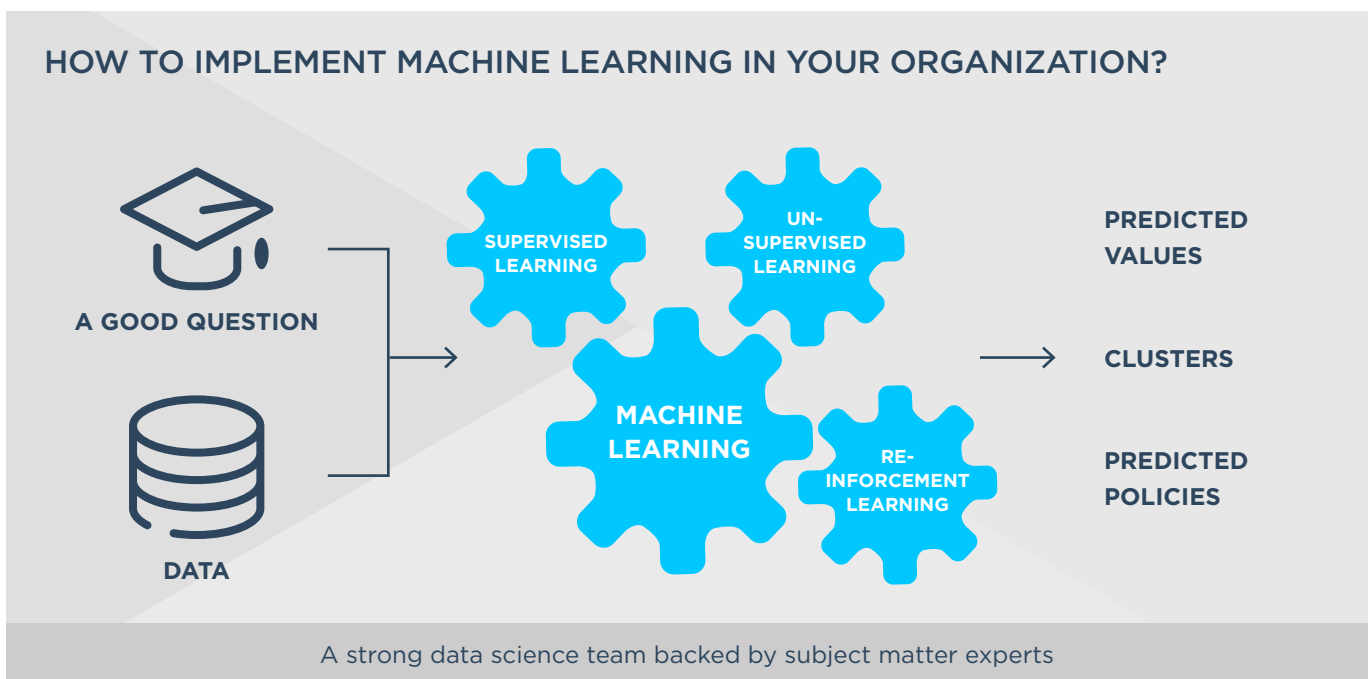 HOW TO IMPLEMENT MACHINE LEARNING IN YOUR ORGANIZATION?
A GOOD QUESTION
DATA
SUPERVISED
LEARNING
UN-
SUPERVISED
LEARNING
MACHINE
LEARNING
RE-
INFORCEMENT
LEARNING
PREDICTED
VALUES
CLUSTERS
PREDICTED
POLICIES
A strong data science team backed by subject matter experts